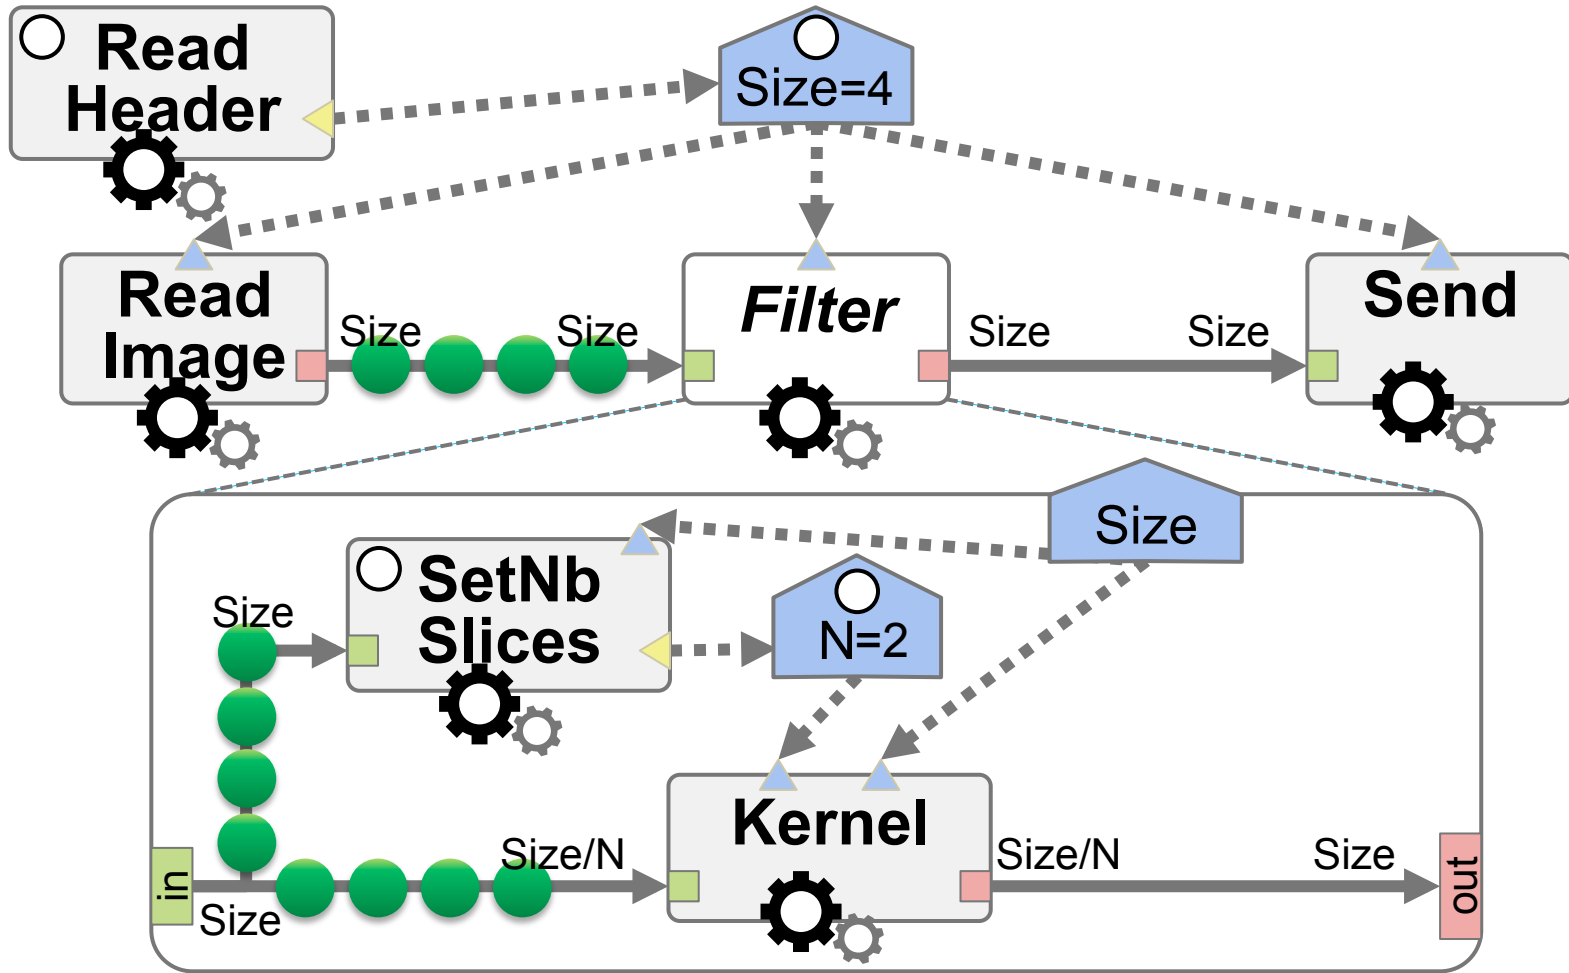 Read
Header
Size=4
Read
Image
Size
Size
Filter
Size
Size
Send
Size
SetNb
Slices
Size
N=2
Kernel
in
Size
Size/N
Size/N
Size
out